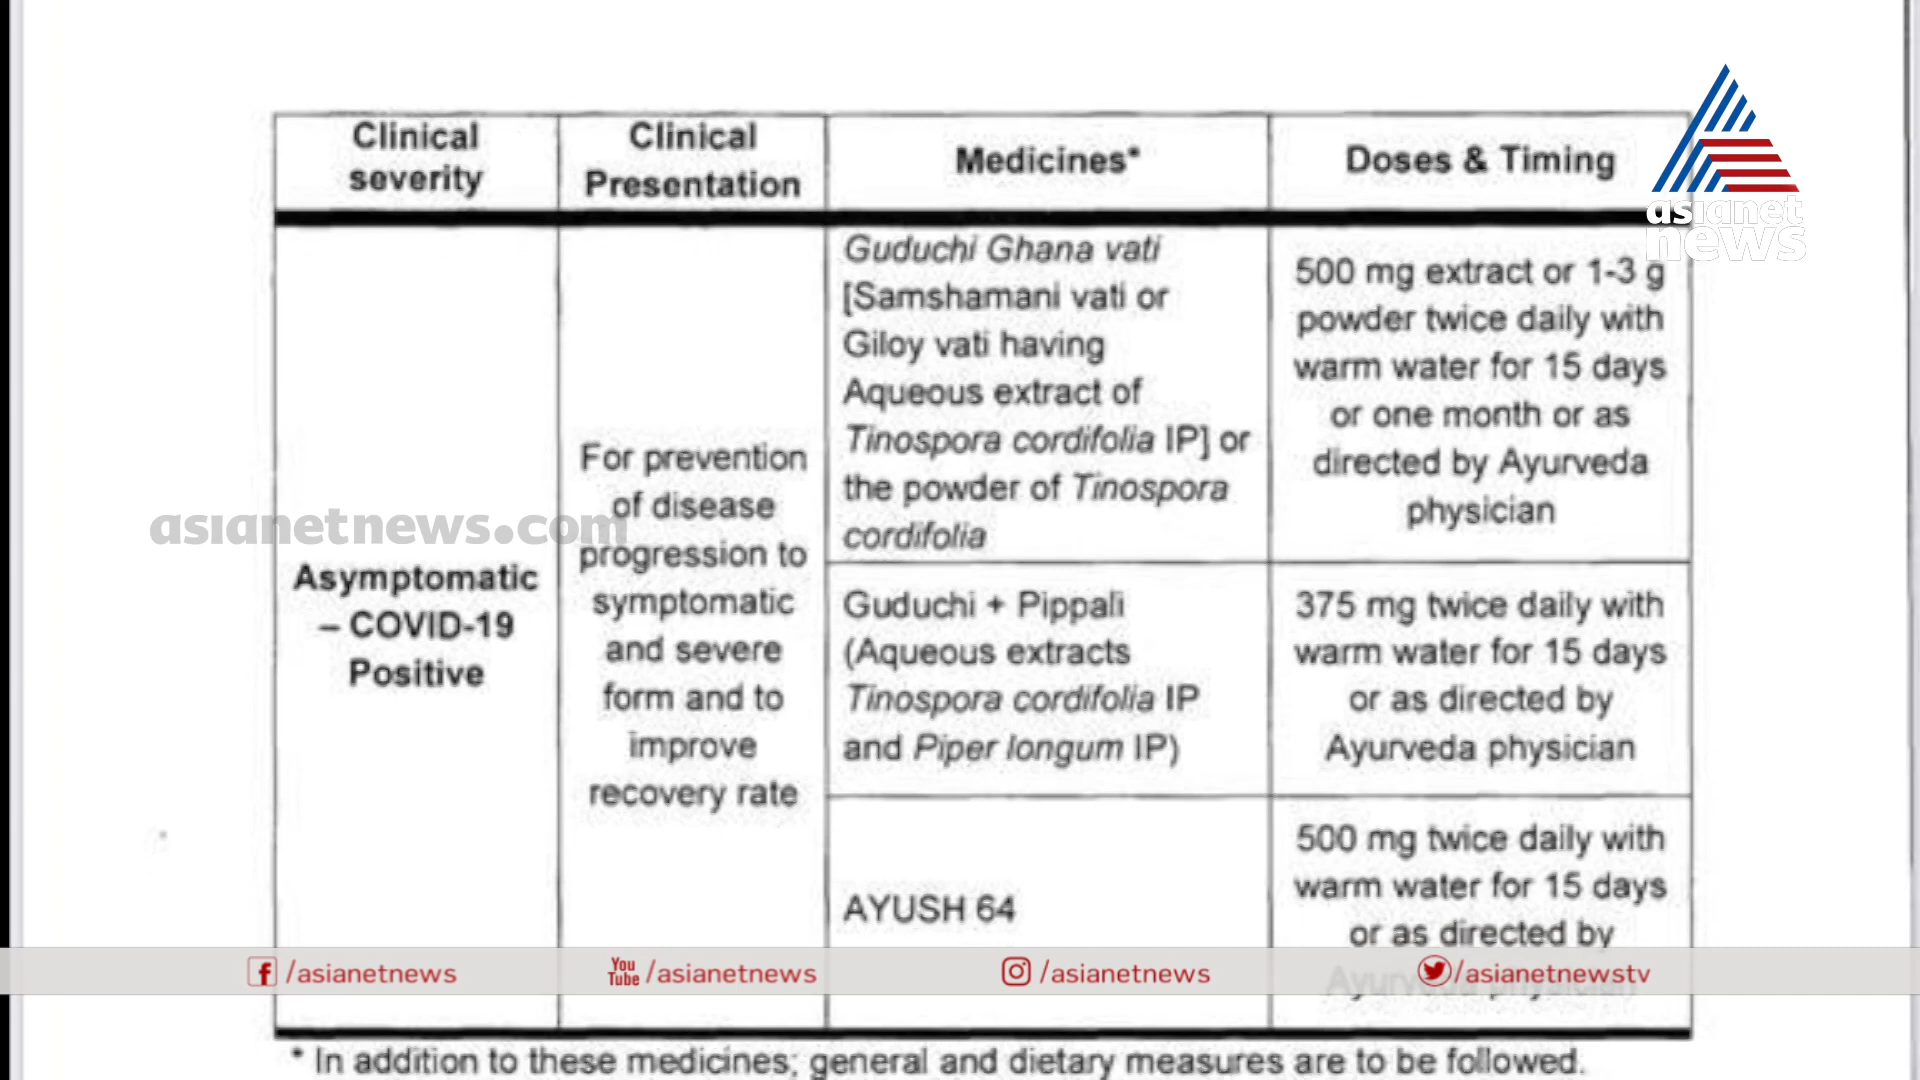 Clinical
severity
Clinical
Presentation
Medicines*
Doses & Timing
asianet
news
Asymptomatic
– COVID-19
Positive
For prevention
of disease
progression to
symptomatic
and severe
form and to
improve
recovery rate
Guduchi Ghana vati
[Samshamani vati or
Giloy vati having
Aqueous extract of
Tinospora cordifolia IP] or
the powder of Tinospora
cordifolia
500 mg extract or 1-3 g
powder twice daily with
warm water for 15 days
or one month or as
directed by Ayurveda
physician
Guduchi + Pippali
(Aqueous extracts
Tinospora cordifolia IP
and Piper longum IP)
375 mg twice daily with
warm water for 15 days
or as directed by
Ayurveda physician
AYUSH 64
500 mg twice daily with
warm water for 15 days
or as directed by
Ayurveda physician
asianetnews.com
f /asianetnews
You Tube /asianetnews
/asianetnews
/asianetnewstv
* In addition to these medicines; general and dietary measures are to be followed.